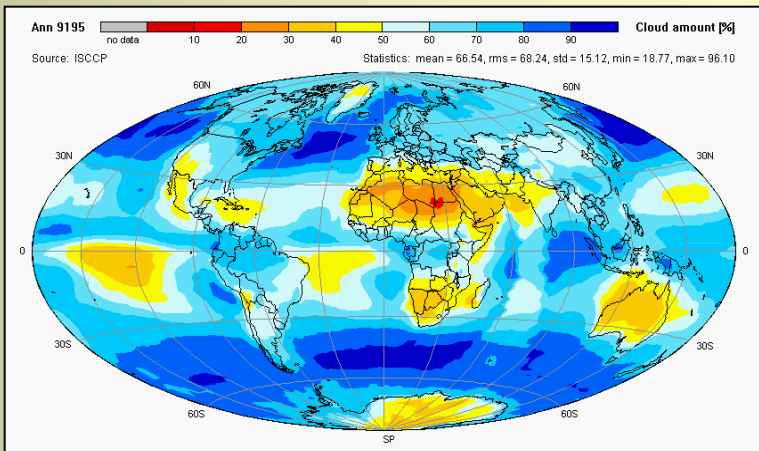 Ann 9195 Cloud amount [%]
no data 10 20 30 40 50 60 70 80 90
Source: ISCCP Statistics: mean = 66.54, rms = 68.24, std = 15.12, min = 18.77, max = 96.10
60N 60N
30N 30N
0 0
30S 30S
60S 60S
SP